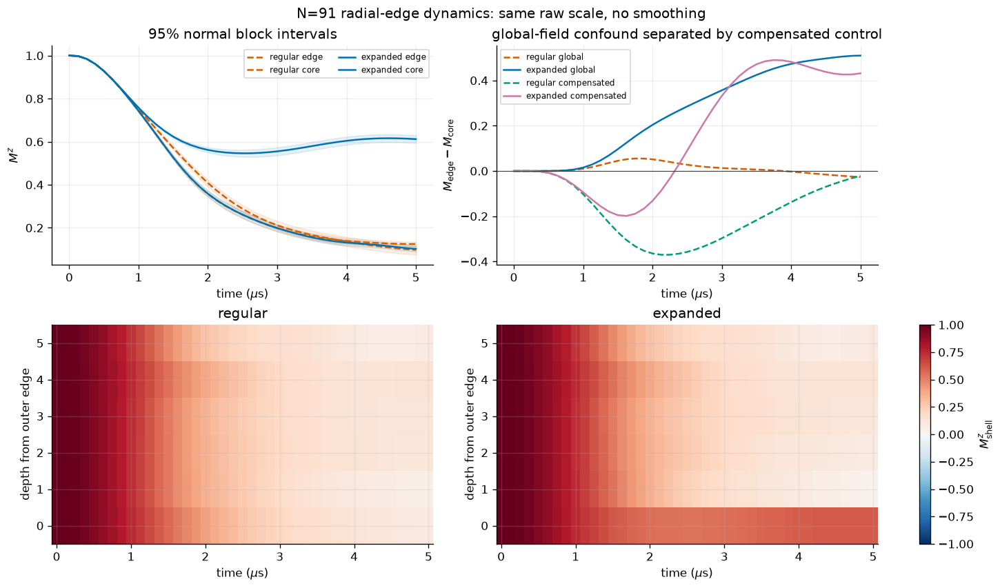 N=91 radial-edge dynamics: same raw scale, no smoothing
95% normal block intervals
1.0
0.8
0.6
0.4
0.2
M^z
regular edge
regular core
expanded edge
expanded core
0 1 2 3 4 5
time (μs)
global-field confound separated by compensated control
0.4
0.2
0.0
−0.2
−0.4
M_edge − M_core
regular global
expanded global
regular compensated
expanded compensated
0 1 2 3 4 5
time (μs)
regular
5
4
3
2
1
0
depth from outer edge
0 1 2 3 4 5
time (μs)
expanded
5
4
3
2
1
0
depth from outer edge
0 1 2 3 4 5
time (μs)
1.00
0.75
0.50
0.25
0.00
−0.25
−0.50
−0.75
−1.00
M^z_shell